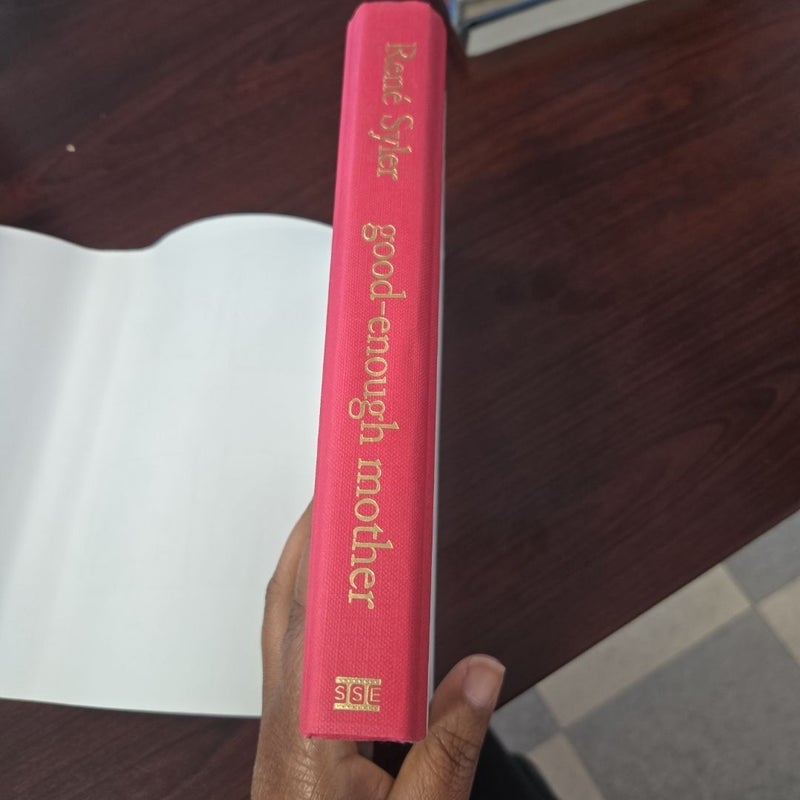 René Syler
good-enough mother
SSE